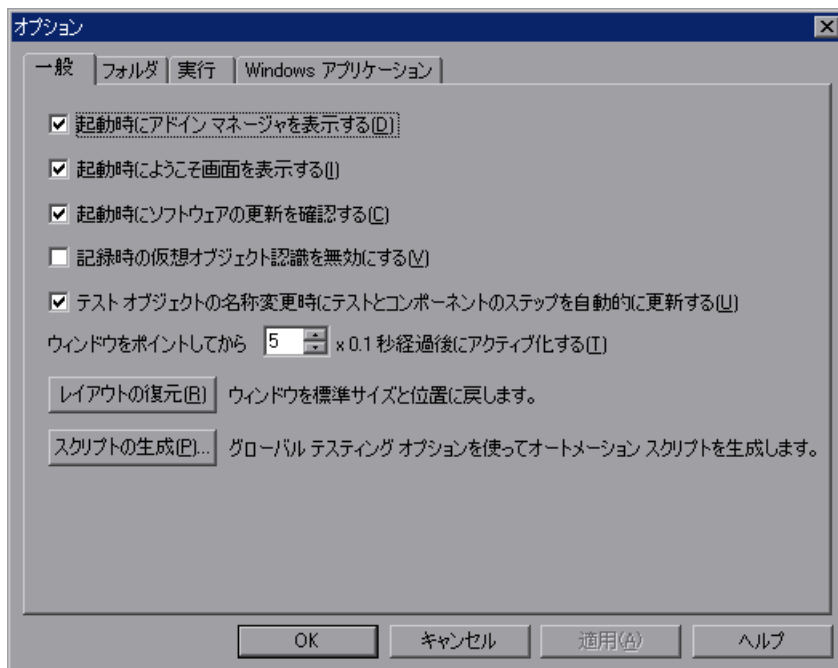 オプション
一般 フォルダ 実行 Windows アプリケーション
起動時にアドイン マネージャを表示する(D)
起動時にようこそ画面を表示する(I)
起動時にソフトウェアの更新を確認する(C)
記録時の仮想オブジェクト認識を無効にする(V)
テスト オブジェクトの名称変更時にテストとコンポーネントのステップを自動的に更新する(U)
ウィンドウをポイントしてから 5 x 0.1 秒経過後にアクティブ化する(T)
レイアウトの復元(R) ウィンドウを標準サイズと位置に戻します。
スクリプトの生成(P)... グローバル テスティング オプションを使ってオートメーション スクリプトを生成します。
OK キャンセル 適用(A) ヘルプ